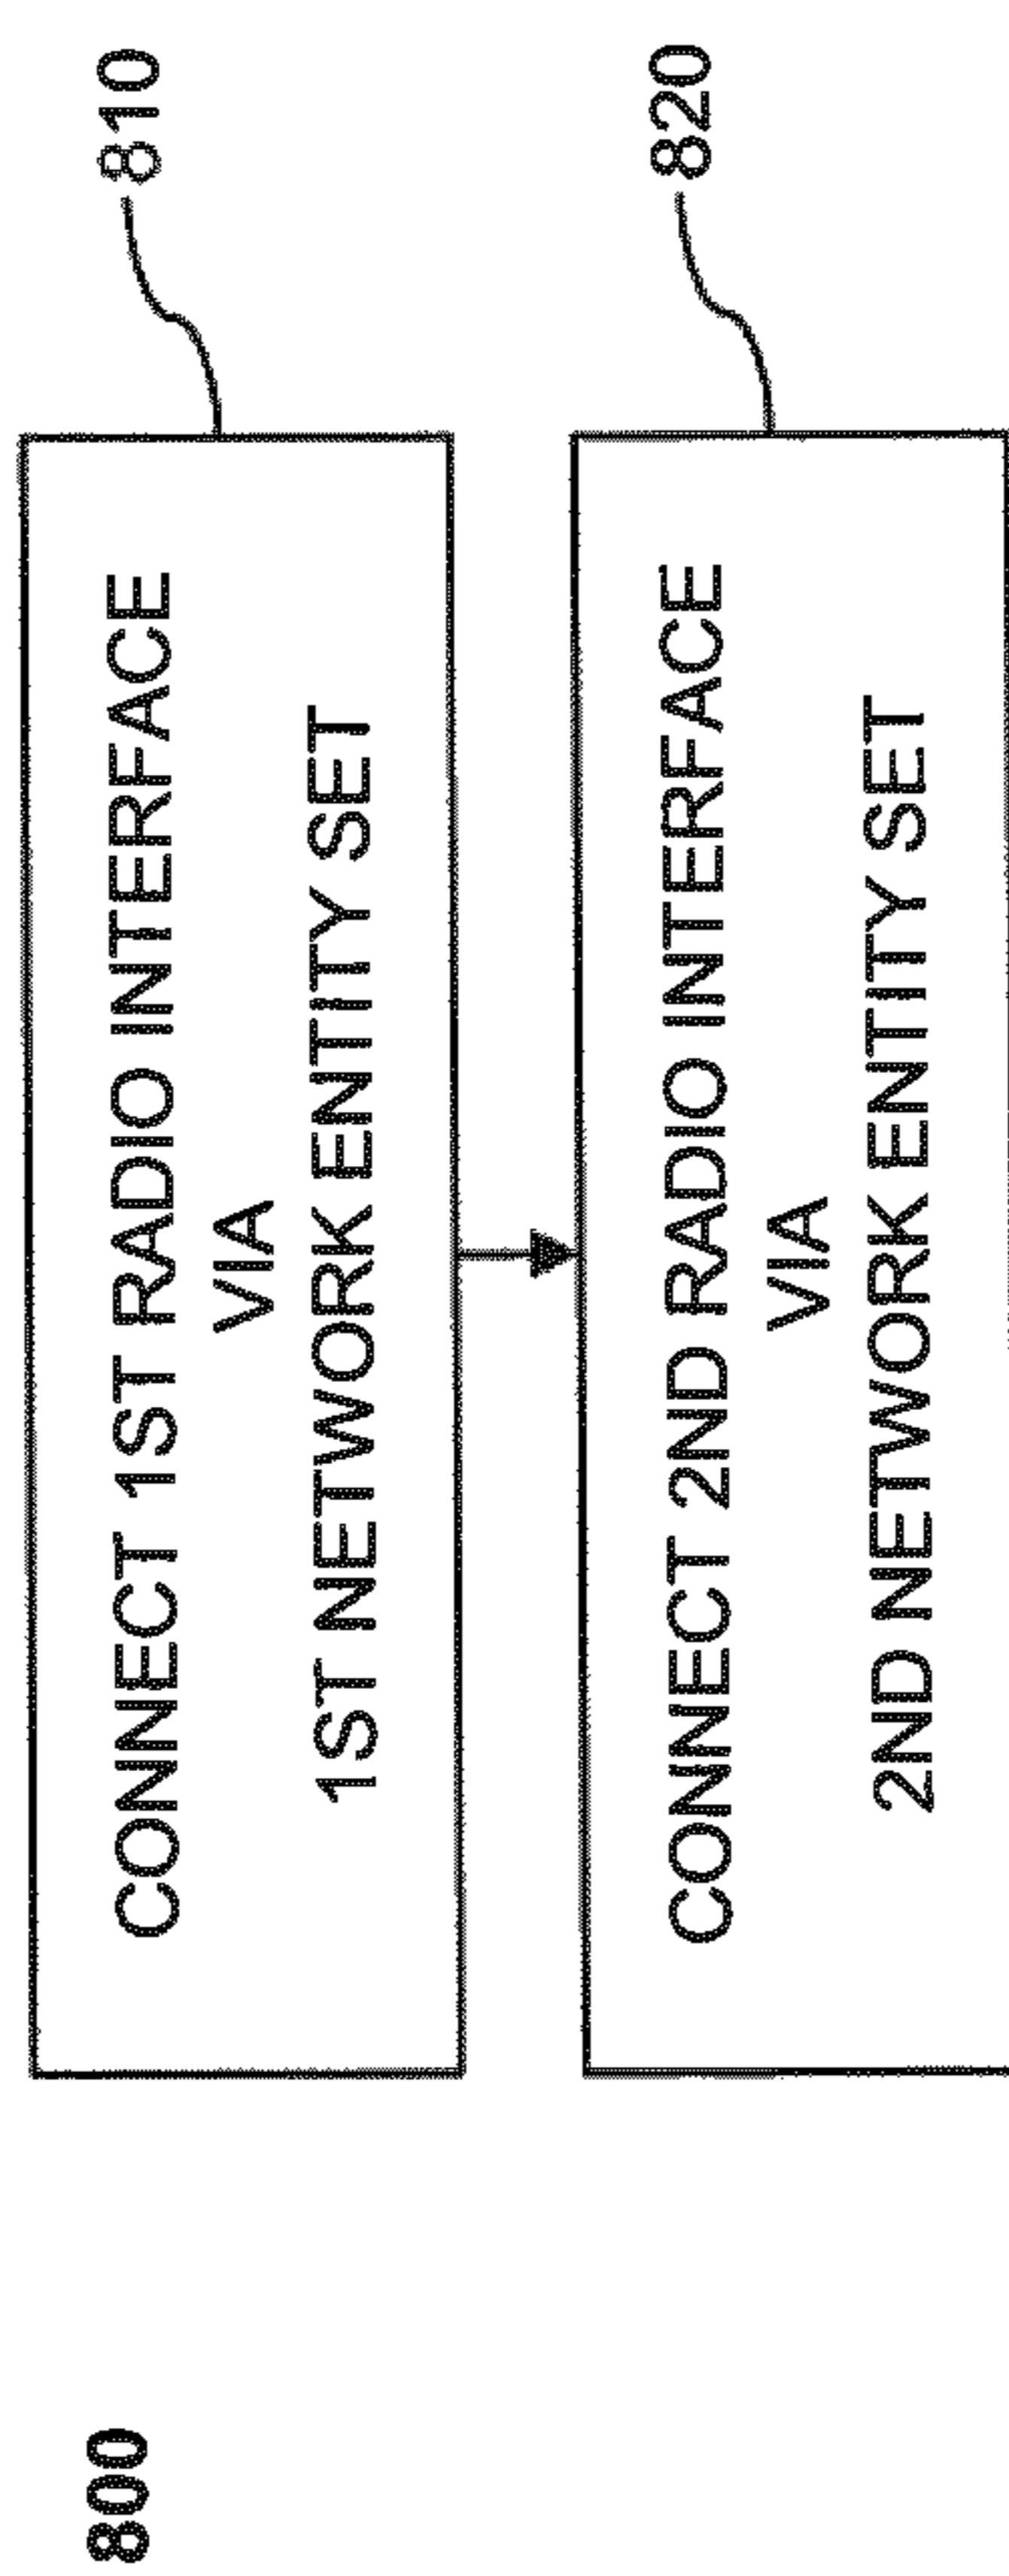 800
CONNECT 1ST RADIO INTERFACE
VIA
1ST NETWORK ENTITY SET
810
CONNECT 2ND RADIO INTERFACE
VIA
2ND NETWORK ENTITY SET
820